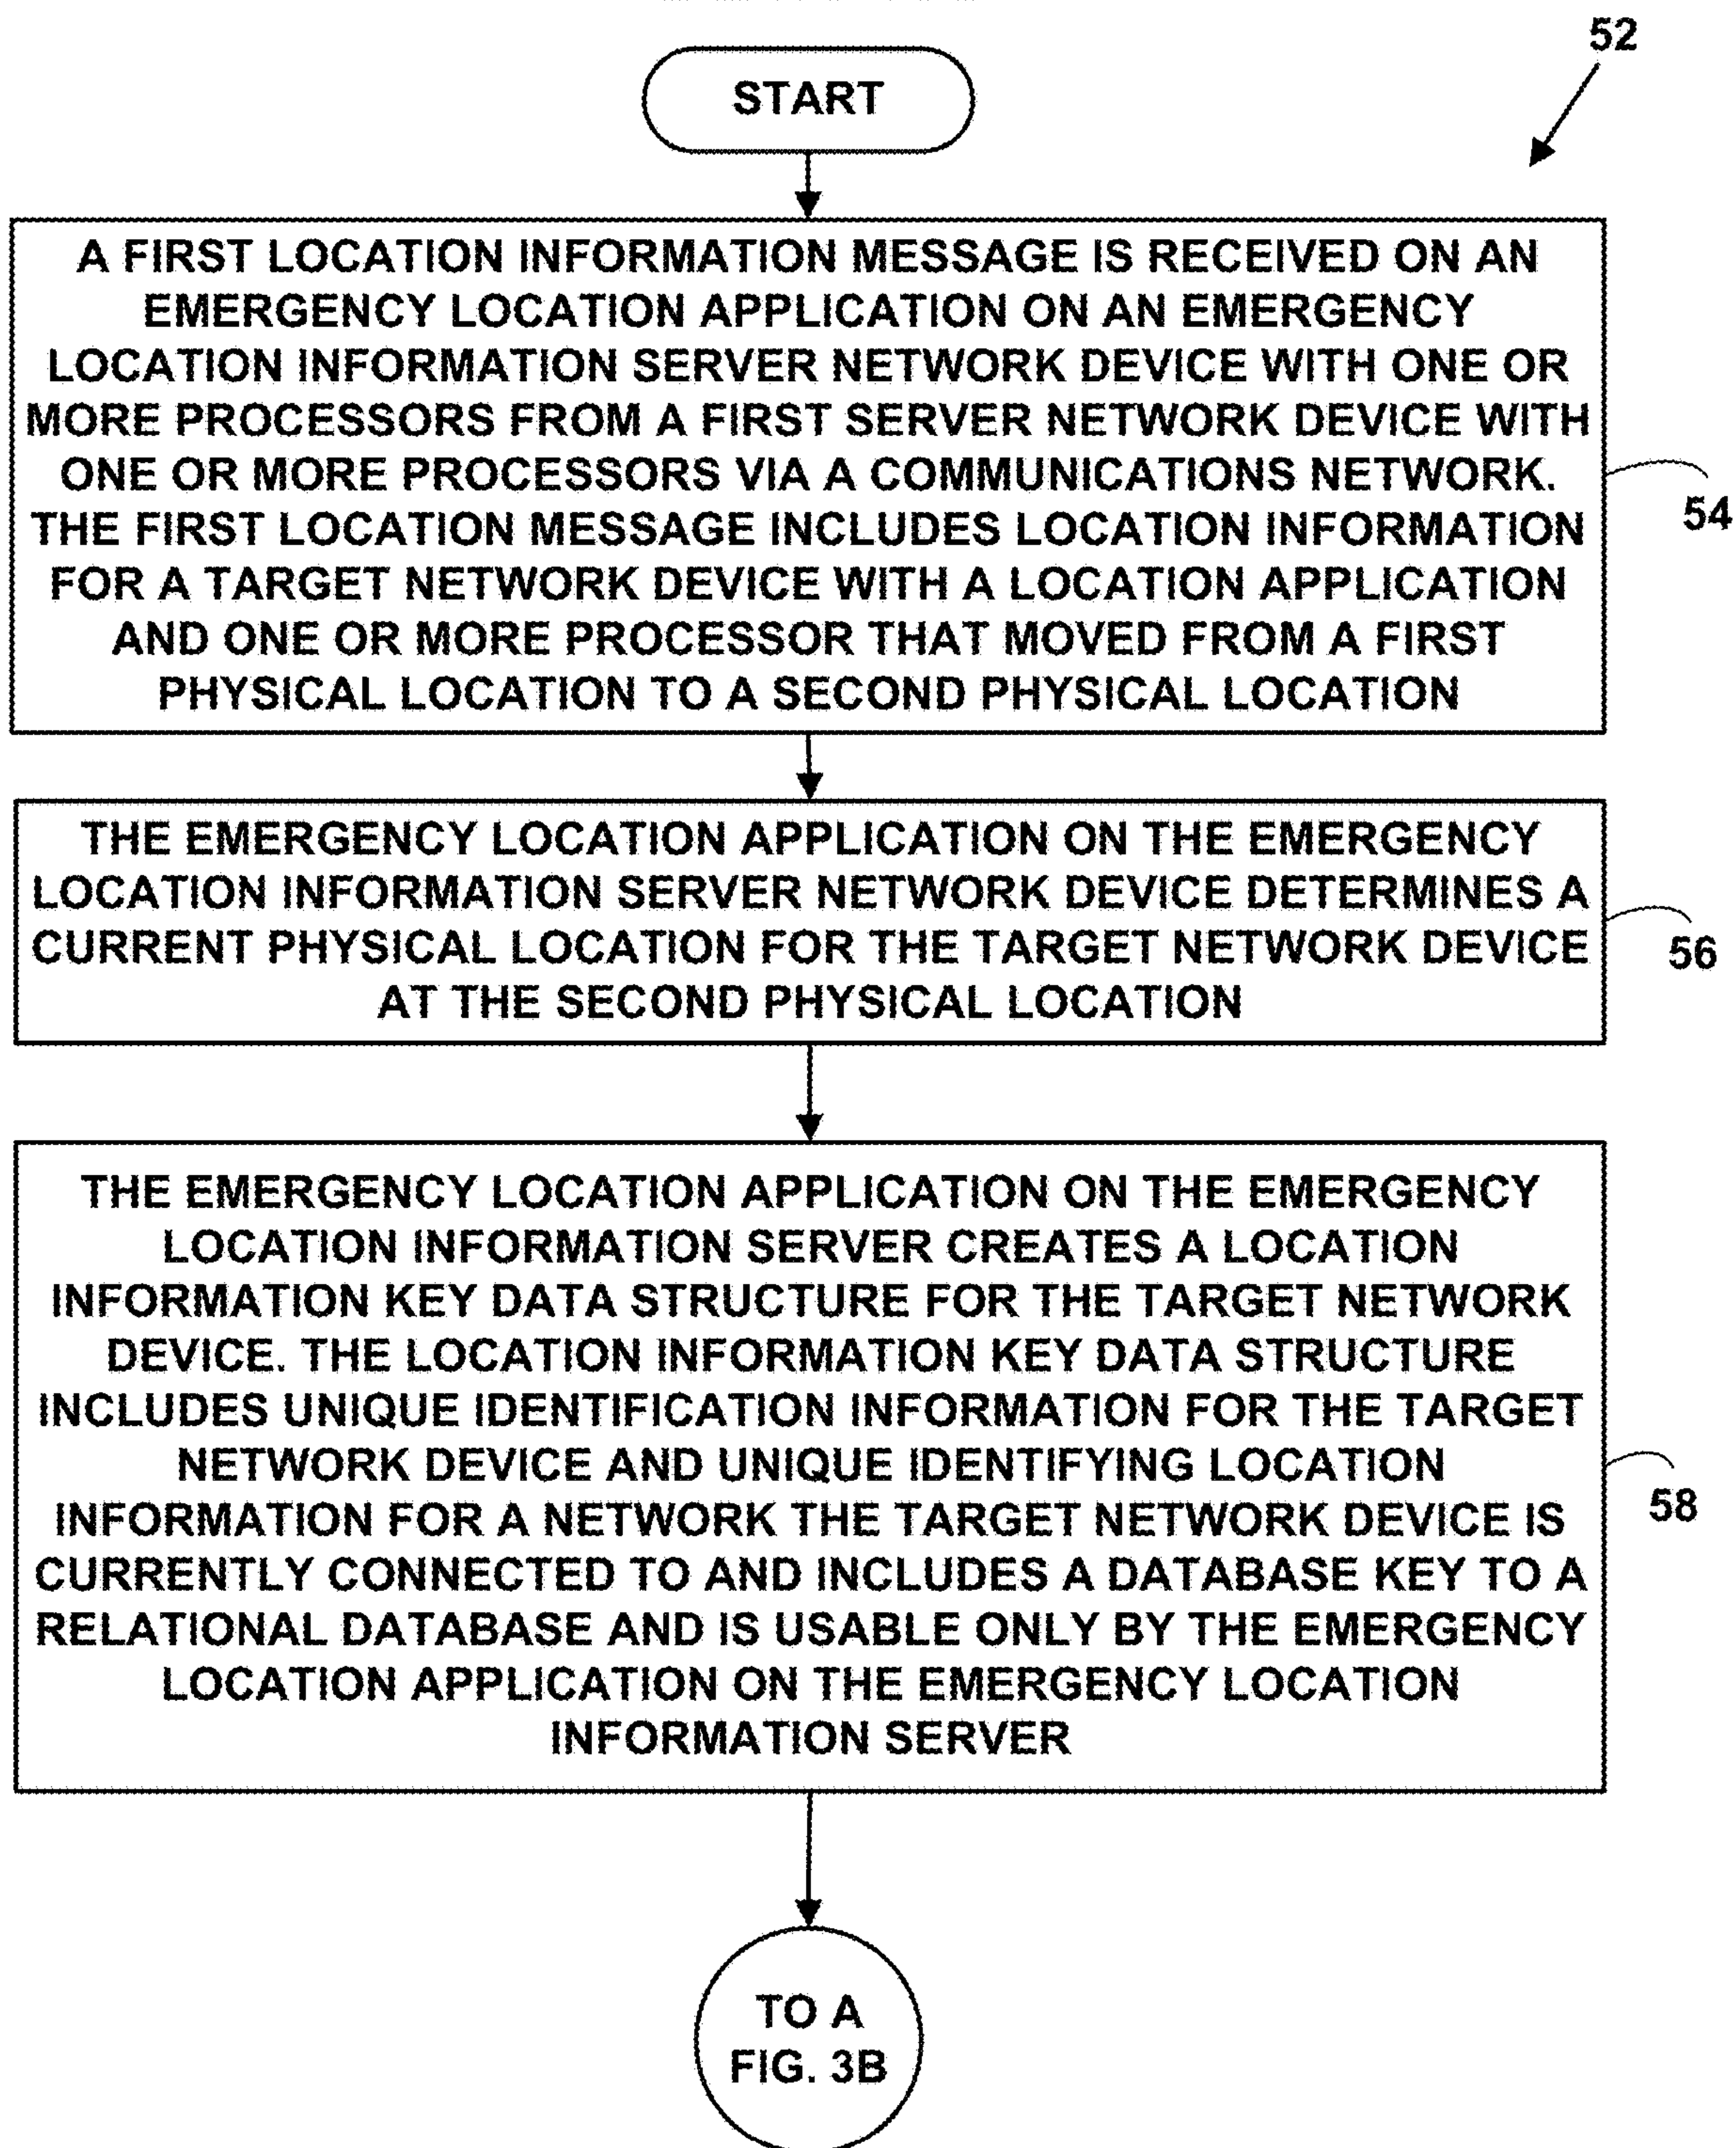 52
START
A FIRST LOCATION INFORMATION MESSAGE IS RECEIVED ON AN
EMERGENCY LOCATION APPLICATION ON AN EMERGENCY
LOCATION INFORMATION SERVER NETWORK DEVICE WITH ONE OR
MORE PROCESSORS FROM A FIRST SERVER NETWORK DEVICE WITH
ONE OR MORE PROCESSORS VIA A COMMUNICATIONS NETWORK.
THE FIRST LOCATION MESSAGE INCLUDES LOCATION INFORMATION
FOR A TARGET NETWORK DEVICE WITH A LOCATION APPLICATION
AND ONE OR MORE PROCESSOR THAT MOVED FROM A FIRST
PHYSICAL LOCATION TO A SECOND PHYSICAL LOCATION
54
THE EMERGENCY LOCATION APPLICATION ON THE EMERGENCY
LOCATION INFORMATION SERVER NETWORK DEVICE DETERMINES A
CURRENT PHYSICAL LOCATION FOR THE TARGET NETWORK DEVICE
AT THE SECOND PHYSICAL LOCATION
56
THE EMERGENCY LOCATION APPLICATION ON THE EMERGENCY
LOCATION INFORMATION SERVER CREATES A LOCATION
INFORMATION KEY DATA STRUCTURE FOR THE TARGET NETWORK
DEVICE. THE LOCATION INFORMATION KEY DATA STRUCTURE
INCLUDES UNIQUE IDENTIFICATION INFORMATION FOR THE TARGET
NETWORK DEVICE AND UNIQUE IDENTIFYING LOCATION
INFORMATION FOR A NETWORK THE TARGET NETWORK DEVICE IS
CURRENTLY CONNECTED TO AND INCLUDES A DATABASE KEY TO A
RELATIONAL DATABASE AND IS USABLE ONLY BY THE EMERGENCY
LOCATION APPLICATION ON THE EMERGENCY LOCATION
INFORMATION SERVER
58
TO A
FIG. 3B